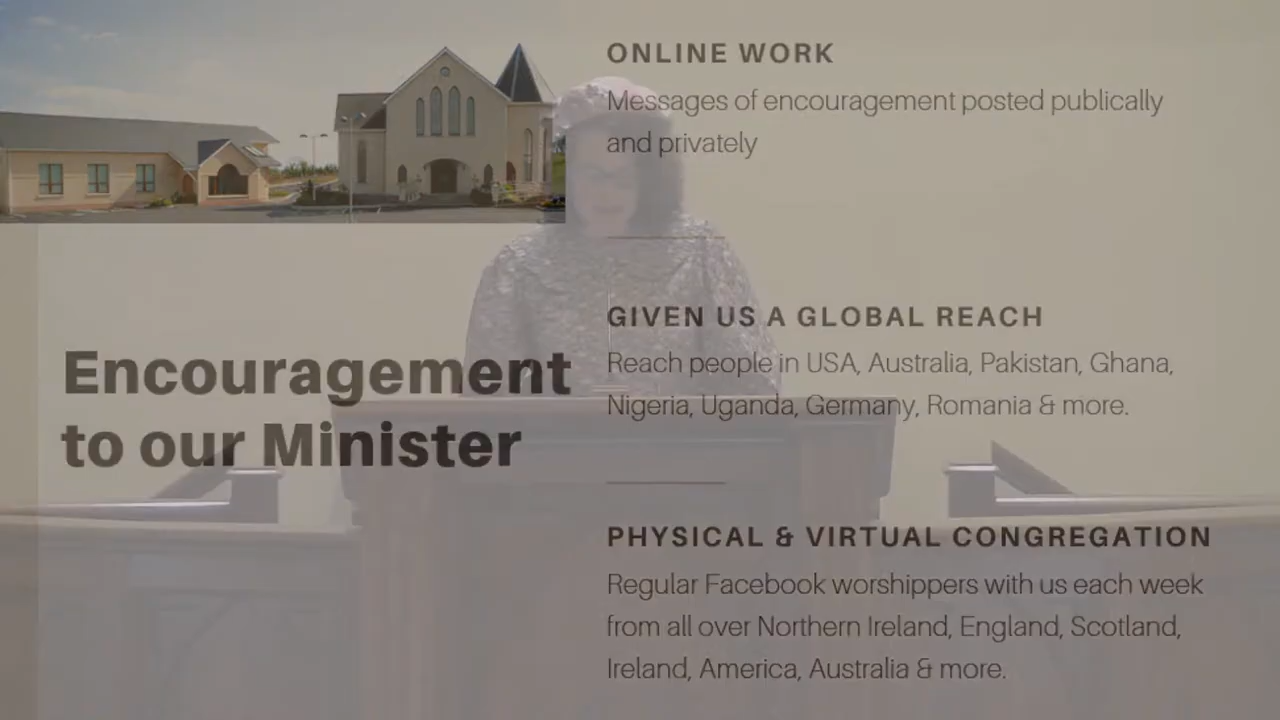 Encouragement
to our Minister
ONLINE WORK
Messages of encouragement posted publically
and privately
GIVEN US A GLOBAL REACH
Reach people in USA, Australia, Pakistan, Ghana,
Nigeria, Uganda, Germany, Romania & more.
PHYSICAL & VIRTUAL CONGREGATION
Regular Facebook worshippers with us each week
from all over Northern Ireland, England, Scotland,
Ireland, America, Australia & more.